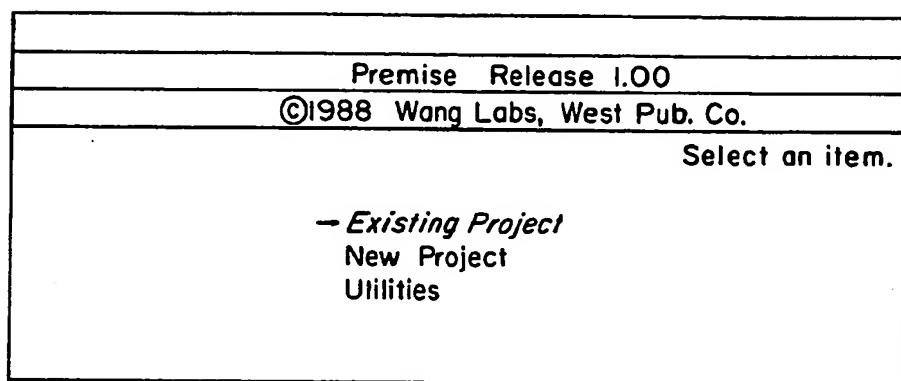 Premise Release 1.00
©1988 Wang Labs, West Pub. Co.
Select an item.
→ Existing Project
New Project
Utilities